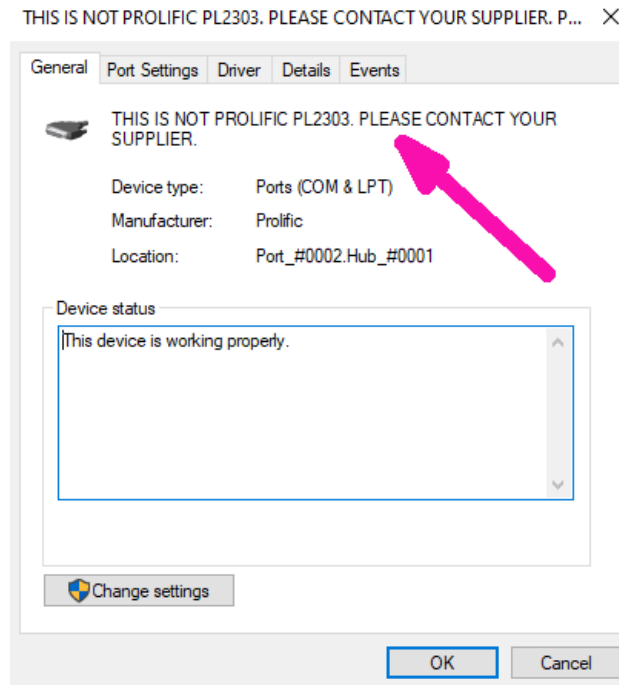 THIS IS NOT PROLIFIC PL2303. PLEASE CONTACT YOUR SUPPLIER. P...
General Port Settings Driver Details Events
THIS IS NOT PROLIFIC PL2303. PLEASE CONTACT YOUR
SUPPLIER.
Device type: Ports (COM & LPT)
Manufacturer: Prolific
Location: Port_#0002.Hub_#0001
Device status
This device is working properly.
Change settings
OK Cancel